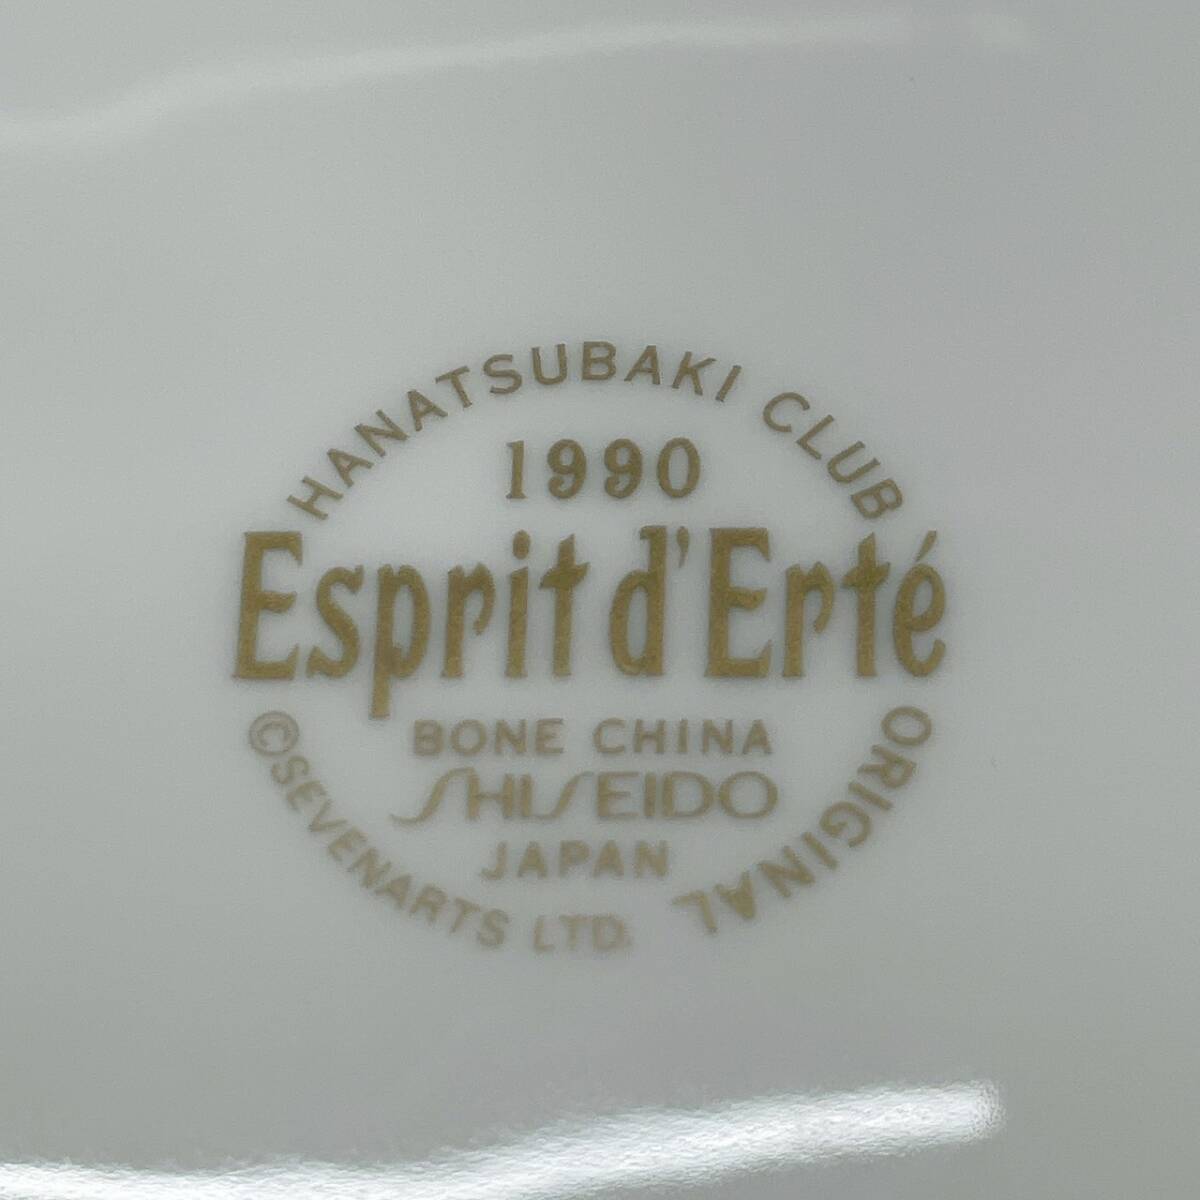 HANATSUBAKI CLUB ORIGINAL
1990
Esprit d'Erté
BONE CHINA
SHISEIDO
JAPAN
©SEVENARTS LTD.